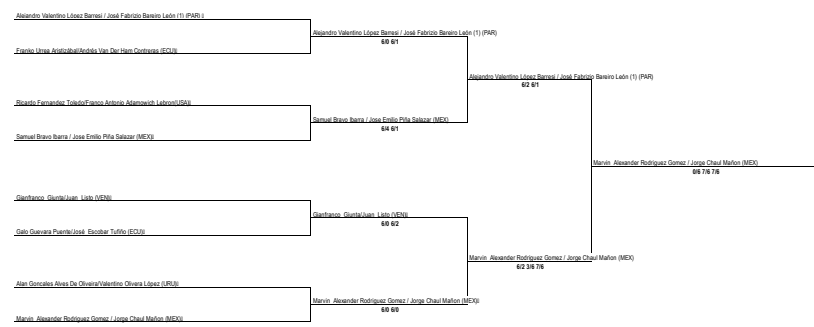 Alejandro Valentino López Barresi / José Fabrizio Bareiro León (1) (PAR)
Alejandro Valentino López Barresi / José Fabrizio Bareiro León (1) (PAR)
6/0 6/1
Franko Urrea Aristizábal/Andrés Van Der Ham Contreras (ECU)
Alejandro Valentino López Barresi / José Fabrizio Bareiro León (1) (PAR)
6/2 6/1
Ricardo Fernandez Toledo/Franco Antonio Adamowich Lebron(USA)
Samuel Bravo Ibarra / Jose Emilio Piña Salazar (MEX)
6/4 6/1
Samuel Bravo Ibarra / Jose Emilio Piña Salazar (MEX)
Marvin Alexander Rodriguez Gomez / Jorge Chaul Mañon (MEX)
0/6 7/6 7/6
Gianfranco Giunta/Juan Listo (VEN)
Gianfranco Giunta/Juan Listo (VEN)
6/0 6/2
Galo Guevara Puente/José Escobar Tufiño (ECU)
Marvin Alexander Rodriguez Gomez / Jorge Chaul Mañon (MEX)
6/2 3/6 7/6
Alan Goncales Alves De Oliveira/Valentino Olivera López (URU)
Marvin Alexander Rodriguez Gomez / Jorge Chaul Mañon (MEX)
6/0 6/0
Marvin Alexander Rodriguez Gomez / Jorge Chaul Mañon (MEX)